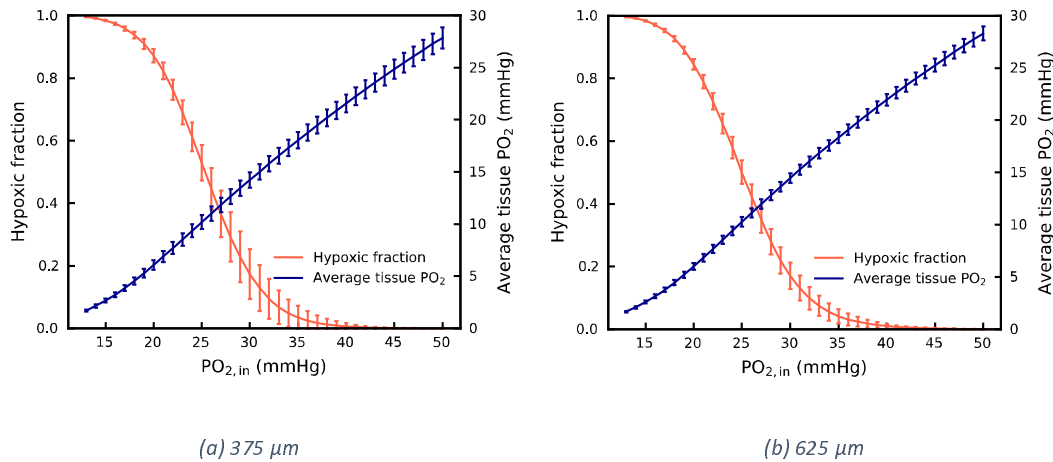 1.0
0.8
0.6
0.4
0.2
0.0
Hypoxic fraction
30
25
20
15
10
5
0
Average tissue PO₂ (mmHg)
Hypoxic fraction
Average tissue PO₂
15 20 25 30 35 40 45 50
PO₂,in (mmHg)
(a) 375 μm
1.0
0.8
0.6
0.4
0.2
0.0
Hypoxic fraction
30
25
20
15
10
5
0
Average tissue PO₂ (mmHg)
Hypoxic fraction
Average tissue PO₂
15 20 25 30 35 40 45 50
PO₂,in (mmHg)
(b) 625 μm